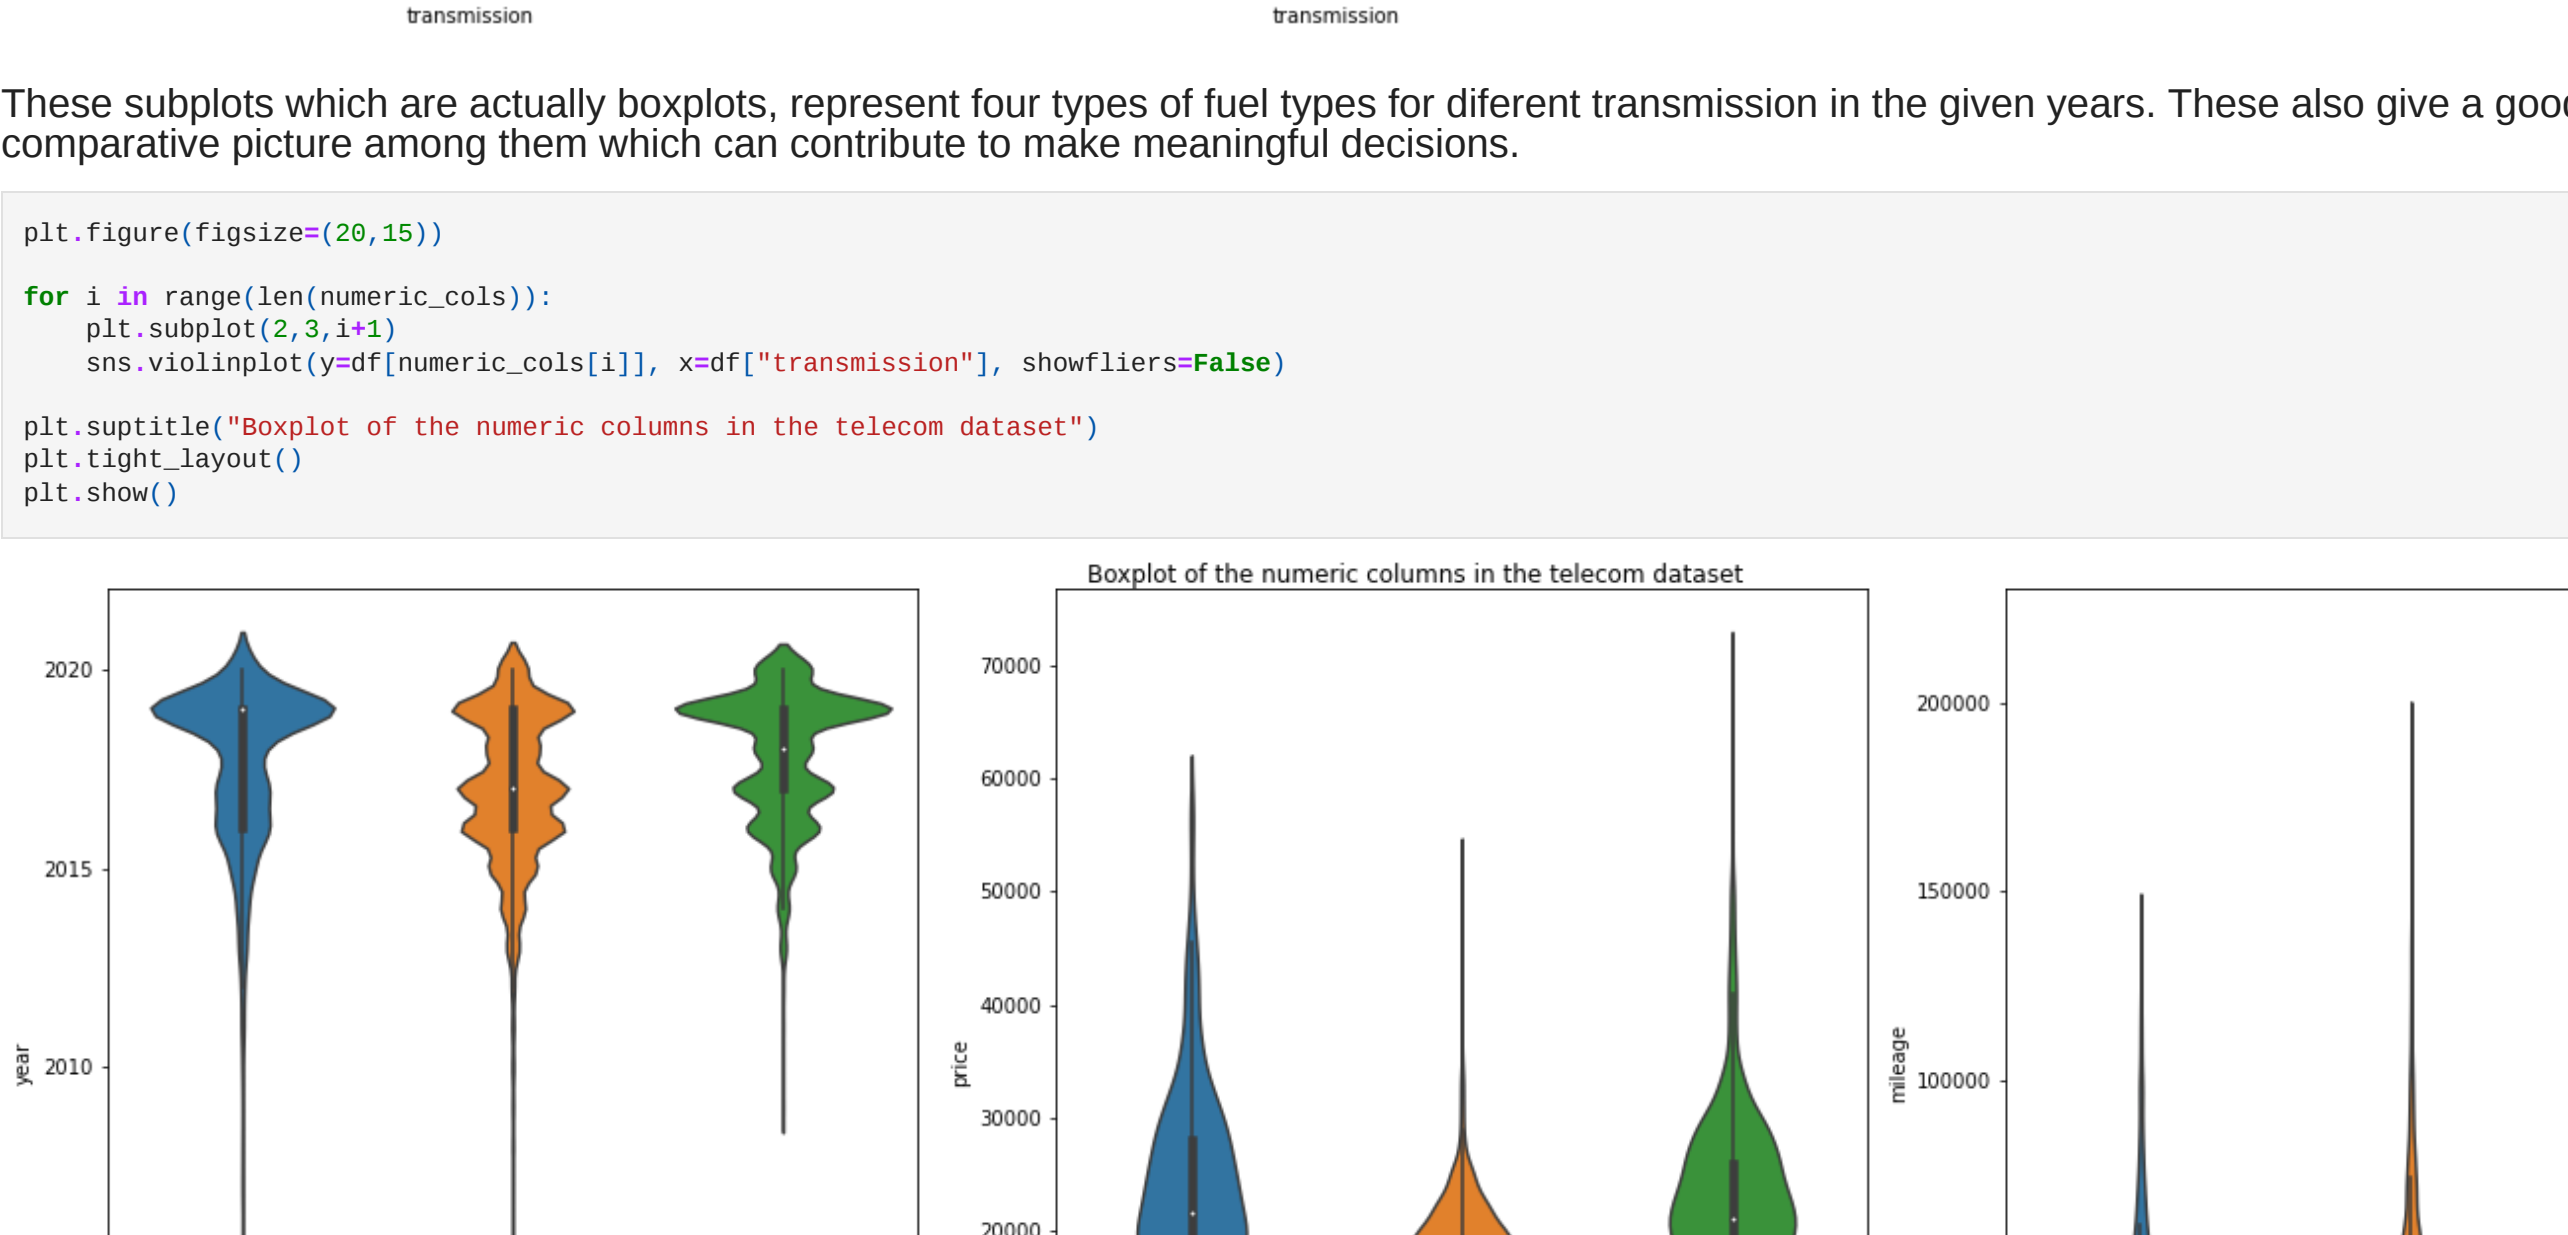 transmission transmission
These subplots which are actually boxplots, represent four types of fuel types for diferent transmission in the given years. These also give a good
comparative picture among them which can contribute to make meaningful decisions.
plt.figure(figsize=(20,15))
for i in range(len(numeric_cols)):
    plt.subplot(2,3,i+1)
    sns.violinplot(y=df[numeric_cols[i]], x=df["transmission"], showfliers=False)
plt.suptitle("Boxplot of the numeric columns in the telecom dataset")
plt.tight_layout()
plt.show()
Boxplot of the numeric columns in the telecom dataset
2020
2015
2010
year
70000
60000
50000
40000
30000
20000
price
200000
150000
100000
mileage